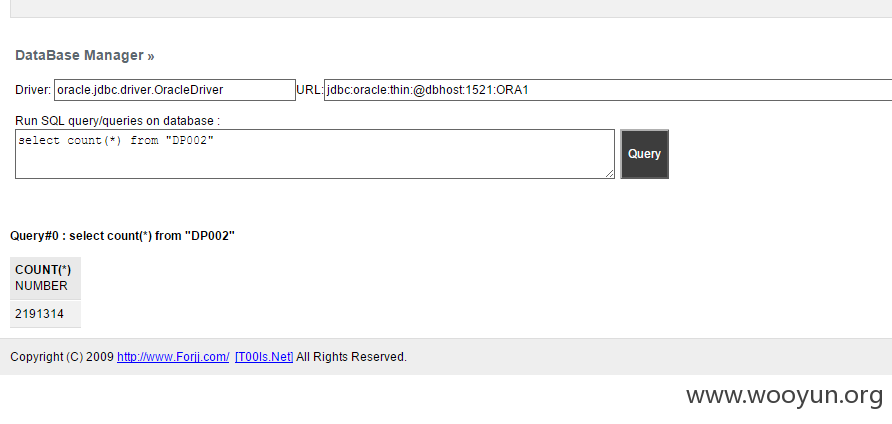 DataBase Manager »
Driver: oracle.jdbc.driver.OracleDriver URL: jdbc:oracle:thin:@dbhost:1521:ORA1
Run SQL query/queries on database :
select count(*) from "DP002"
Query
Query#0 : select count(*) from "DP002"
COUNT(*)
NUMBER
2191314
Copyright (C) 2009 http://www.Forjj.com/ [T00ls.Net] All Rights Reserved.
www.wooyun.org